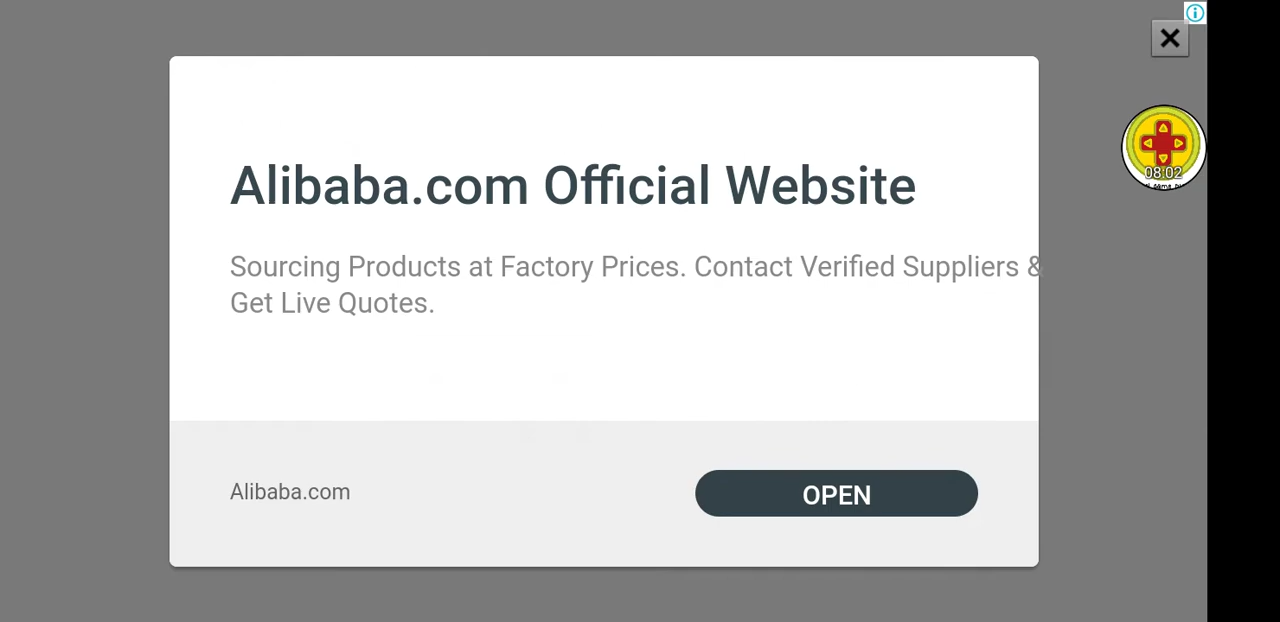 Alibaba.com Official Website
08:02
Sourcing Products at Factory Prices. Contact Verified Suppliers &
Get Live Quotes.
Alibaba.com
OPEN